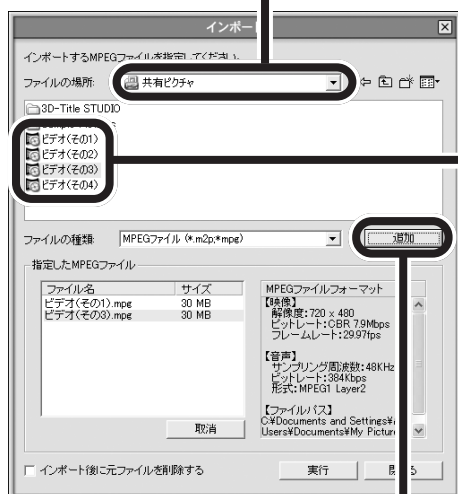 インポー
インポートするMPEGファイルを指定してください。
ファイルの場所: 共有ピクチャ
3D-Title STUDIO
ビデオ(その1)
ビデオ(その2)
ビデオ(その3)
ビデオ(その4)
ファイルの種類: MPEGファイル (*.m2p;*mpg) 追加
指定したMPEGファイル
ファイル名 サイズ
ビデオ(その1).mpg 30 MB
ビデオ(その3).mpg 30 MB
取消
MPEGファイルフォーマット
【映像】
解像度:720 x 480
ビットレート:CBR 7.9Mbps
フレームレート:29.97fps
【音声】
サンプリング周波数:48KHz
ビットレート:384Kbps
形式:MPEG1 Layer2
【ファイルパス】
C:¥Documents and Settings¥
Users¥Documents¥My Pictur
インポート後に元ファイルを削除する 実行